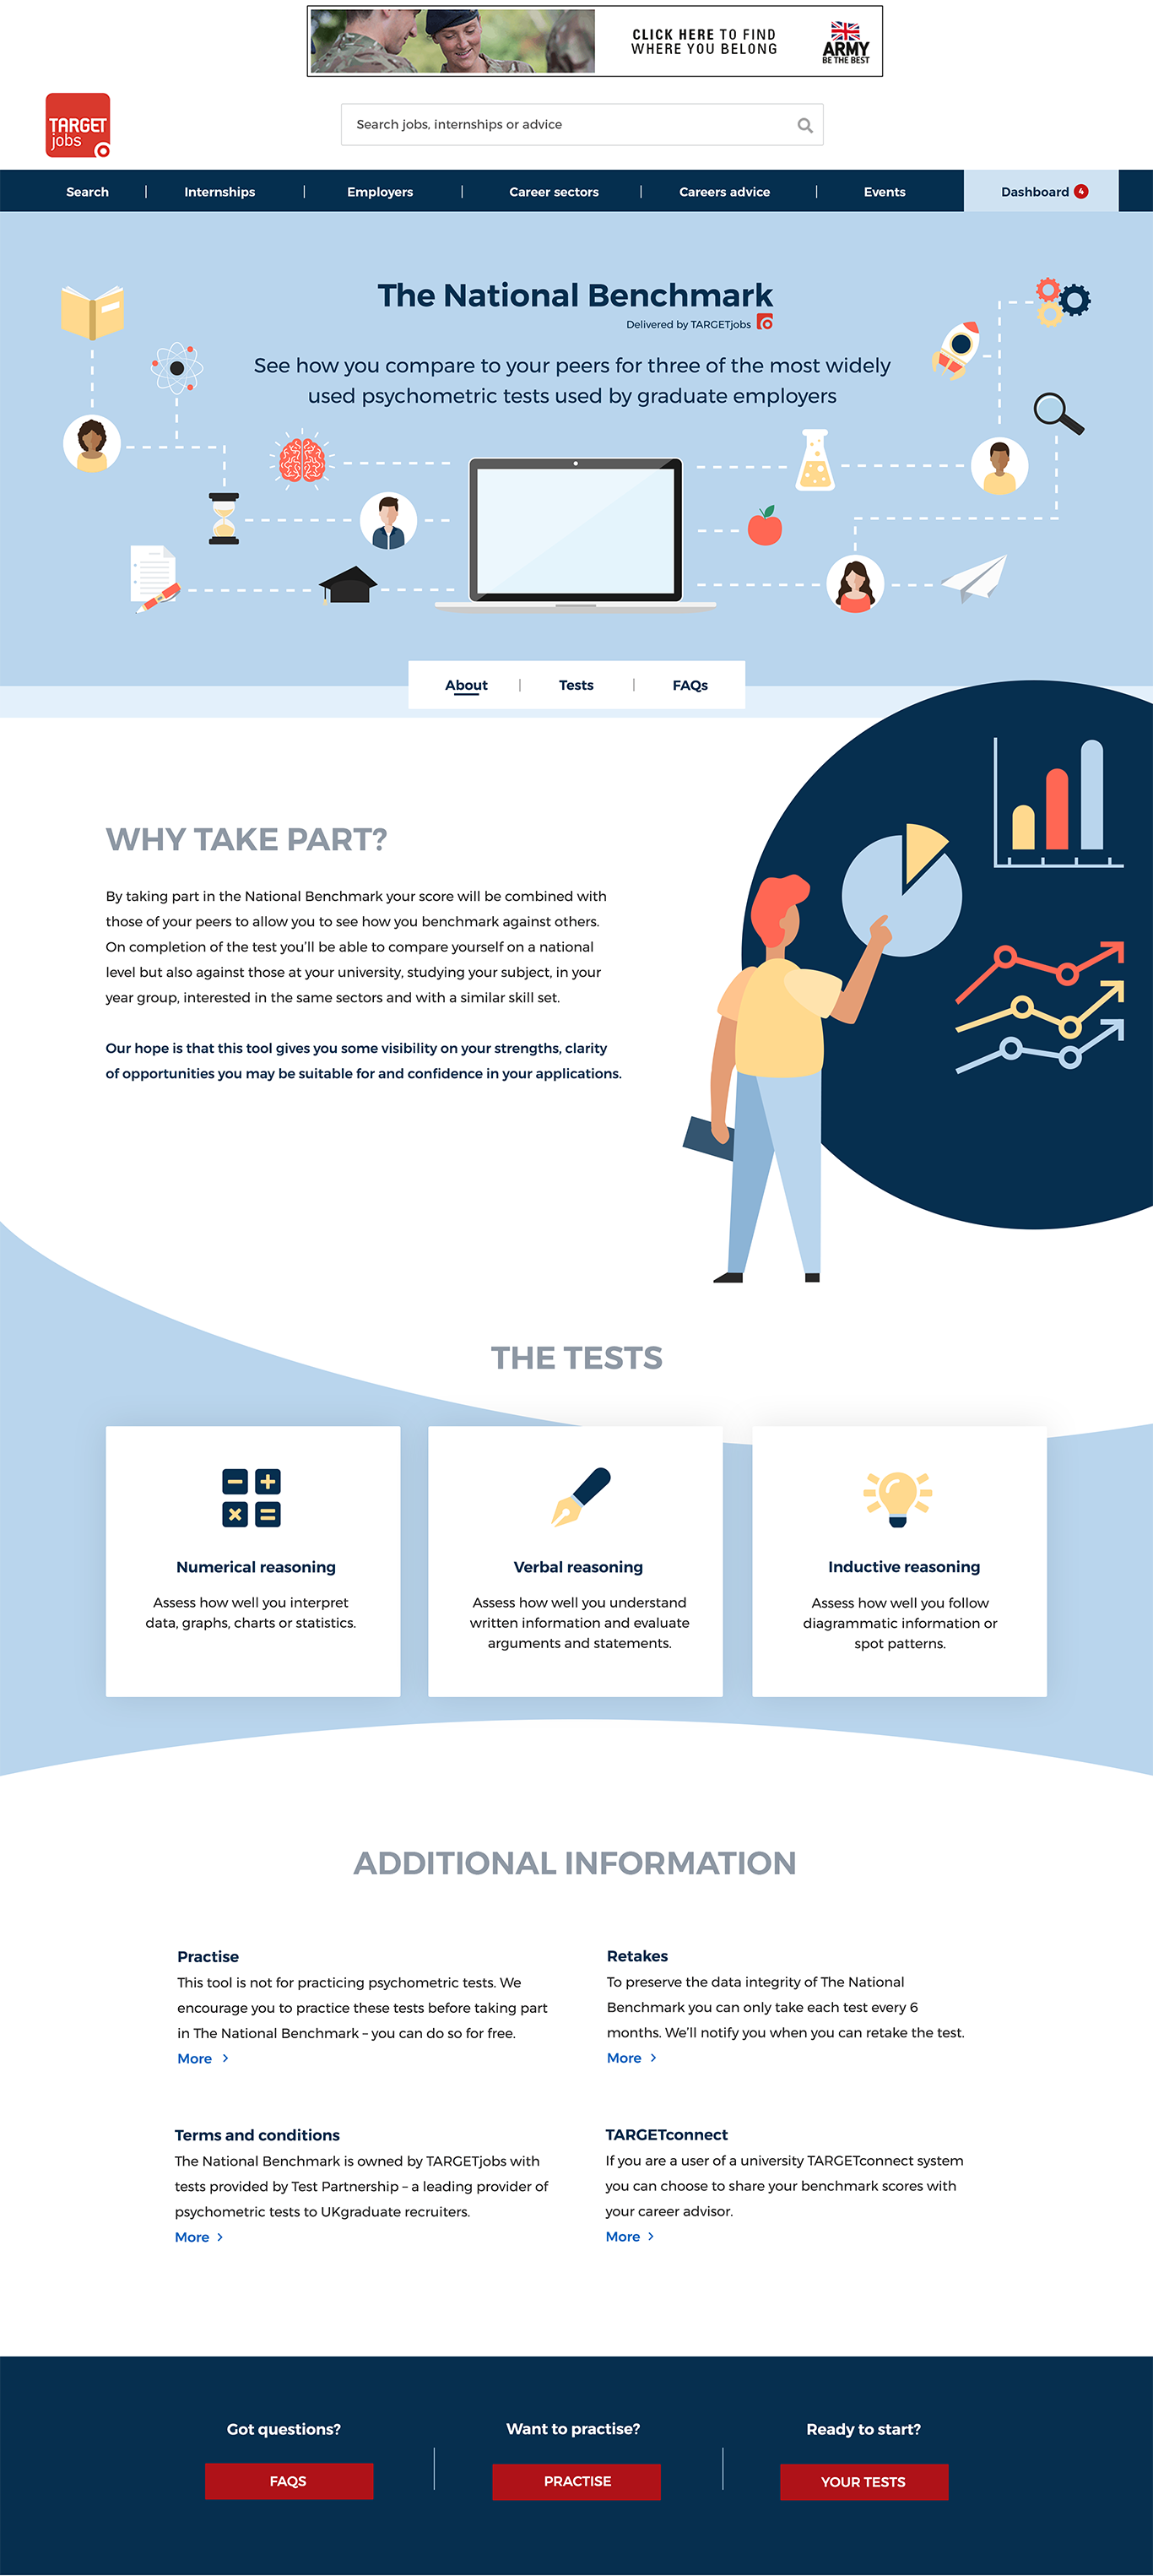 CLICK HERE TO FIND
WHERE YOU BELONG
ARMY
BE THE BEST
TARGET
jobs
Search jobs, internships or advice
Search
Internships
Employers
Career sectors
Careers advice
Events
Dashboard 4
The National Benchmark
Delivered by TARGETjobs
See how you compare to your peers for three of the most widely
used psychometric tests used by graduate employers
About
Tests
FAQs
WHY TAKE PART?
By taking part in the National Benchmark your score will be combined with
those of your peers to allow you to see how you benchmark against others.
On completion of the test you'll be able to compare yourself on a national
level but also against those at your university, studying your subject, in your
year group, interested in the same sectors and with a similar skill set.
Our hope is that this tool gives you some visibility on your strengths, clarity
of opportunities you may be suitable for and confidence in your applications.
THE TESTS
Numerical reasoning
Assess how well you interpret
data, graphs, charts or statistics.
Verbal reasoning
Assess how well you understand
written information and evaluate
arguments and statements.
Inductive reasoning
Assess how well you follow
diagrammatic information or
spot patterns.
ADDITIONAL INFORMATION
Practise
This tool is not for practicing psychometric tests. We
encourage you to practice these tests before taking part
in The National Benchmark – you can do so for free.
More >
Retakes
To preserve the data integrity of The National
Benchmark you can only take each test every 6
months. We'll notify you when you can retake the test.
More >
Terms and conditions
The National Benchmark is owned by TARGETjobs with
tests provided by Test Partnership – a leading provider of
psychometric tests to UKgraduate recruiters.
More >
TARGETconnect
If you are a user of a university TARGETconnect system
you can choose to share your benchmark scores with
your career advisor.
More >
Got questions?
FAQS
Want to practise?
PRACTISE
Ready to start?
YOUR TESTS